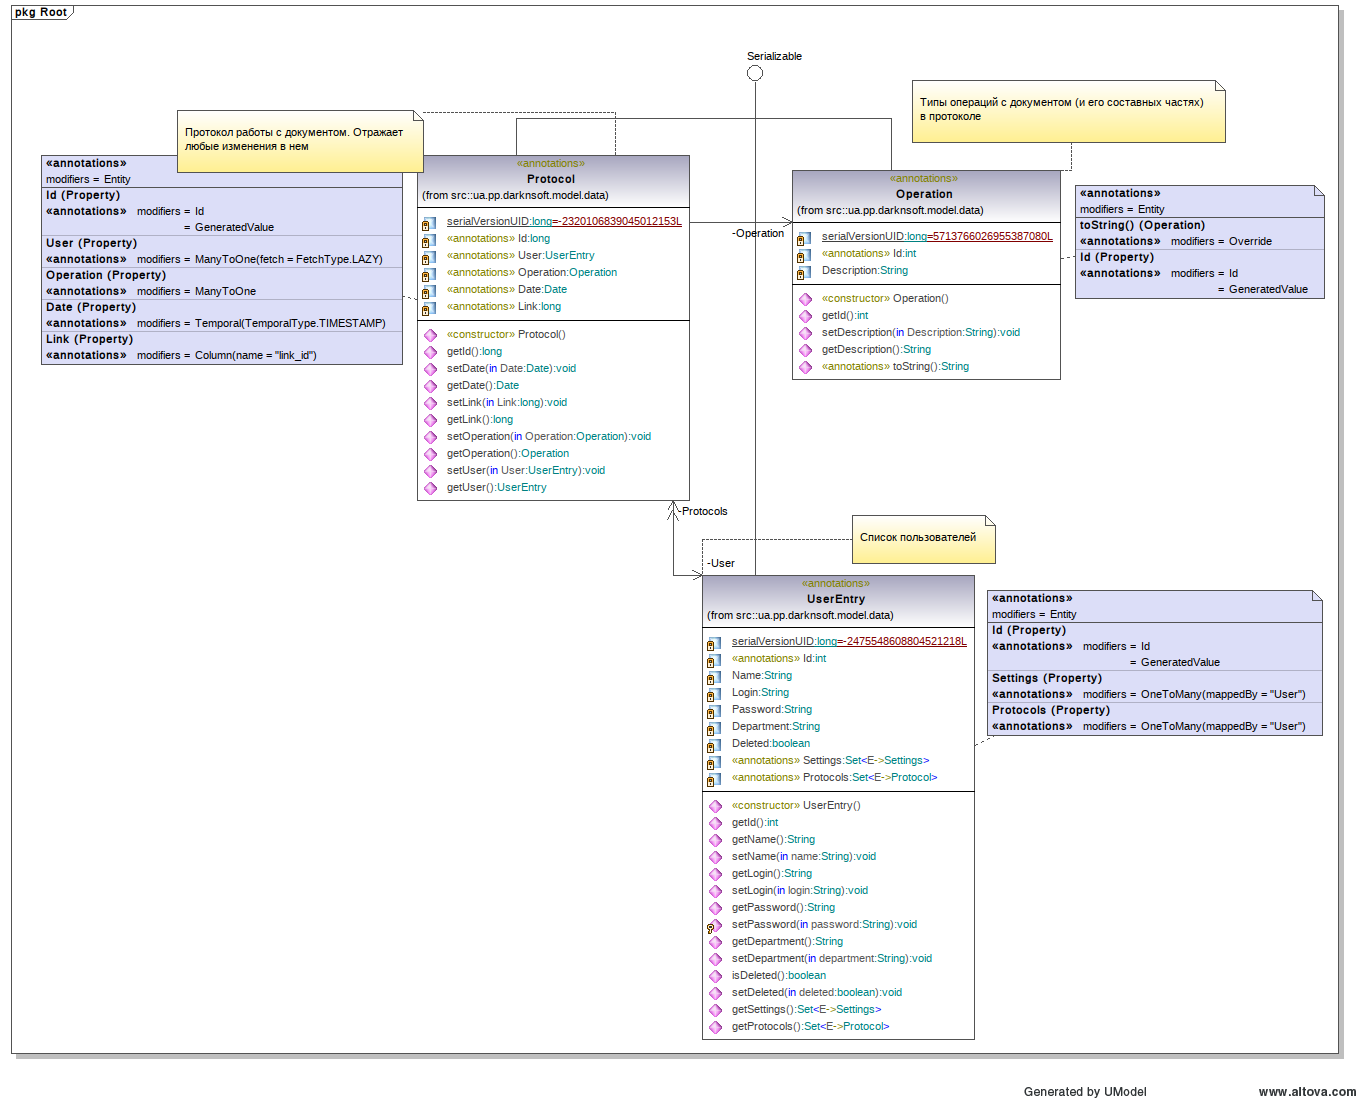 pkg Root
Serializable
Типы операций с документом (и его составных частях)
в протоколе
Протокол работы с документом. Отражает
любые изменения в нем
«annotations»
modifiers = Entity
Id (Property)
«annotations» modifiers = Id
= GeneratedValue
User (Property)
«annotations» modifiers = ManyToOne(fetch = FetchType.LAZY)
Operation (Property)
«annotations» modifiers = ManyToOne
Date (Property)
«annotations» modifiers = Temporal(TemporalType.TIMESTAMP)
Link (Property)
«annotations» modifiers = Column(name = "link_id")
«annotations»
Protocol
(from src::ua.pp.darknsoft.model.data)
serialVersionUID:long=-2320106839045012153L
«annotations» Id:long
«annotations» User:UserEntry
«annotations» Operation:Operation
«annotations» Date:Date
«annotations» Link:long
«constructor» Protocol()
getId():long
setDate(in Date:Date):void
getDate():Date
setLink(in Link:long):void
getLink():long
setOperation(in Operation:Operation):void
getOperation():Operation
setUser(in User:UserEntry):void
getUser():UserEntry
-Operation
«annotations»
Operation
(from src::ua.pp.darknsoft.model.data)
serialVersionUID:long=5713766026955387080L
«annotations» Id:int
Description:String
«constructor» Operation()
getId():int
setDescription(in Description:String):void
getDescription():String
«annotations» toString():String
«annotations»
modifiers = Entity
toString() (Operation)
«annotations» modifiers = Override
Id (Property)
«annotations» modifiers = Id
= GeneratedValue
-Protocols
-User
Список пользователей
«annotations»
UserEntry
(from src::ua.pp.darknsoft.model.data)
serialVersionUID:long=-2475548608804521218L
«annotations» Id:int
Name:String
Login:String
Password:String
Department:String
Deleted:boolean
«annotations» Settings:Set<E->Settings>
«annotations» Protocols:Set<E->Protocol>
«constructor» UserEntry()
getId():int
getName():String
setName(in name:String):void
getLogin():String
setLogin(in login:String):void
getPassword():String
setPassword(in password:String):void
getDepartment():String
setDepartment(in department:String):void
isDeleted():boolean
setDeleted(in deleted:boolean):void
getSettings():Set<E->Settings>
getProtocols():Set<E->Protocol>
«annotations»
modifiers = Entity
Id (Property)
«annotations» modifiers = Id
= GeneratedValue
Settings (Property)
«annotations» modifiers = OneToMany(mappedBy = "User")
Protocols (Property)
«annotations» modifiers = OneToMany(mappedBy = "User")
Generated by UModel
www.altova.com